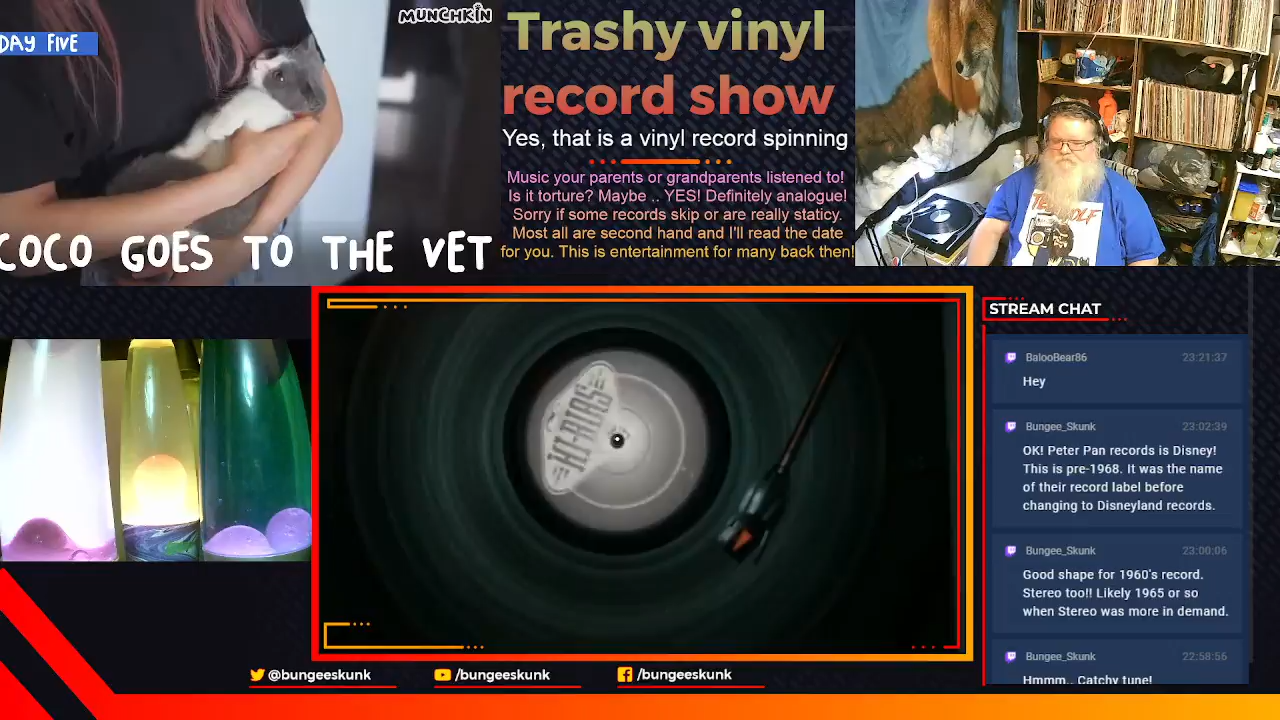 MUNCHKIN
DAY FIVE
COCO GOES TO THE VET
Trashy vinyl
record show
Yes, that is a vinyl record spinning
Music your parents or grandparents listened to!
Is it torture? Maybe .. YES! Definitely analogue!
Sorry if some records skip or are really staticy.
Most all are second hand and I'll read the date
for you. This is entertainment for many back then!
HI-BIAS
STREAM CHAT
BalooBear86 23:21:37
Hey
Bungee_Skunk 23:02:39
OK! Peter Pan records is Disney!
This is pre-1968. It was the name
of their record label before
changing to Disneyland records.
Bungee_Skunk 23:00:06
Good shape for 1960's record.
Stereo too!! Likely 1965 or so
when Stereo was more in demand.
Bungee_Skunk 22:58:56
Hmmm.. Catchy tune!
@bungeeskunk
/bungeeskunk
/bungeeskunk